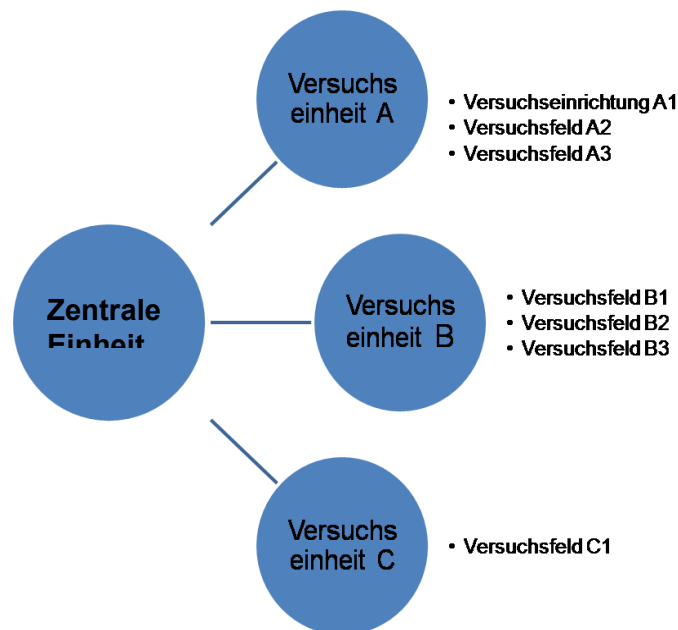 Versuchs
einheit A
• Versuchseinrichtung A1
• Versuchsfeld A2
• Versuchsfeld A3
Zentrale
Einheit
Versuchs
einheit B
• Versuchsfeld B1
• Versuchsfeld B2
• Versuchsfeld B3
Versuchs
einheit C
• Versuchsfeld C1